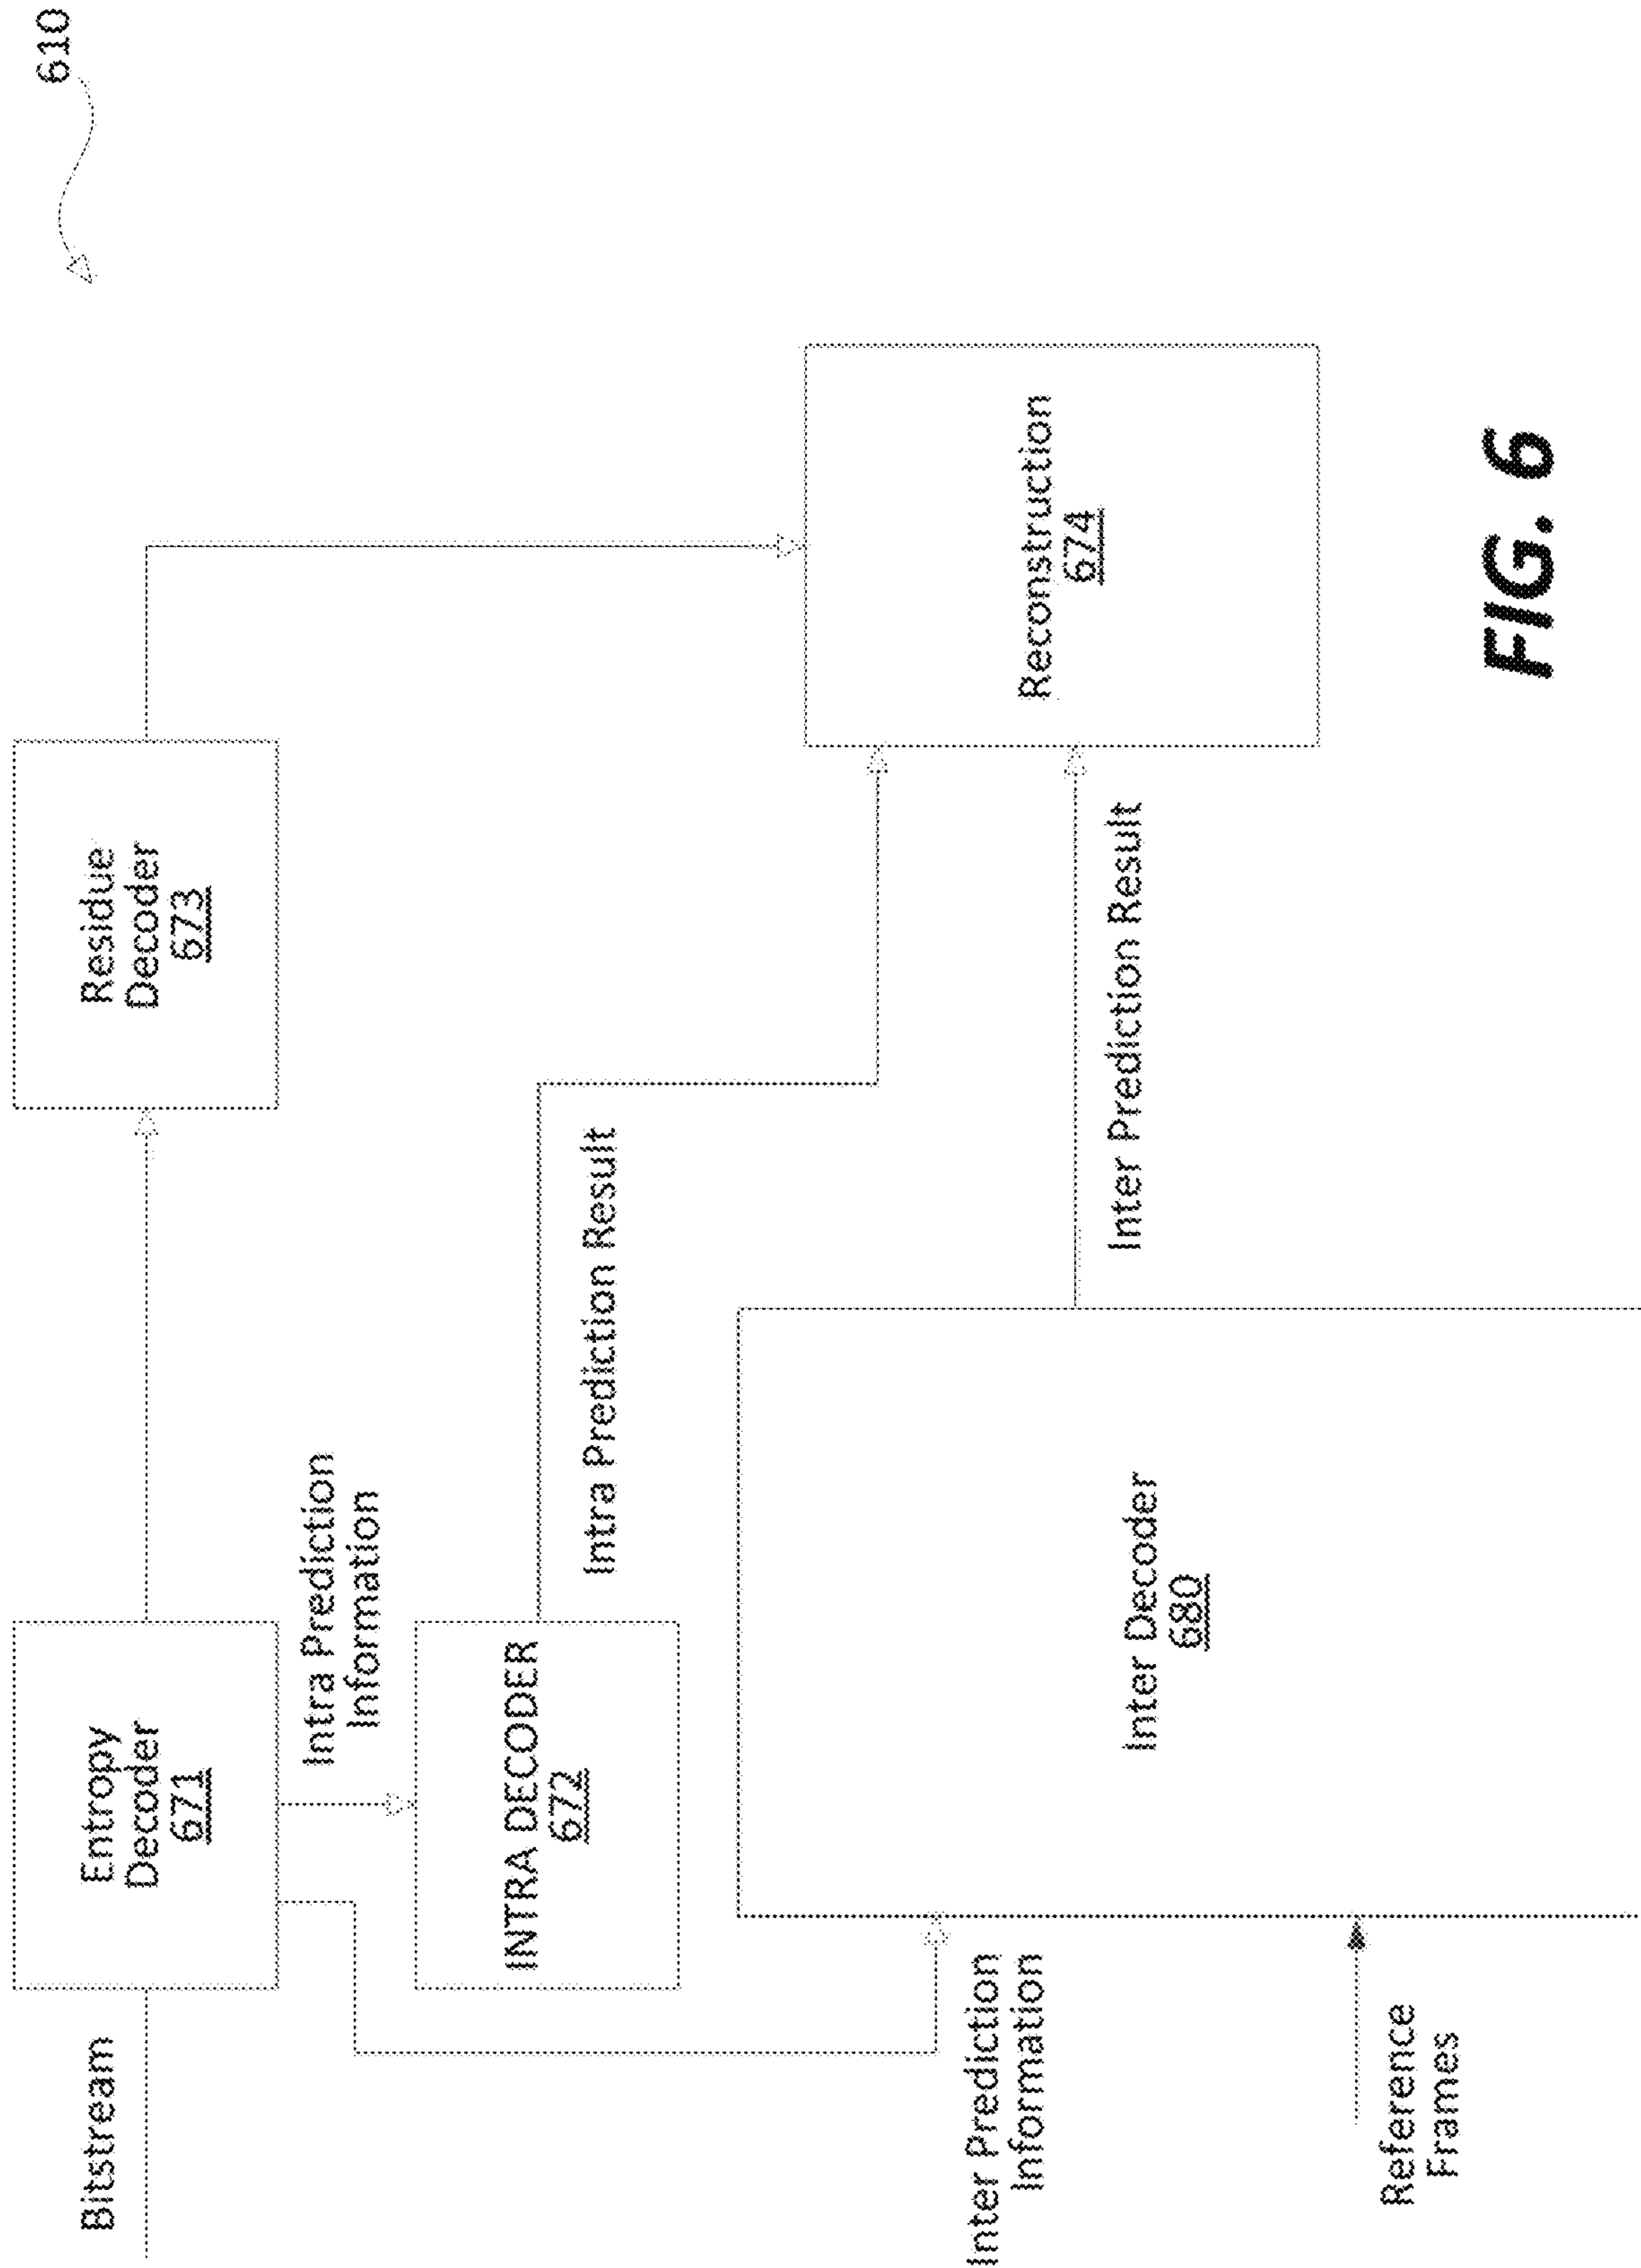 610
Bitstream
Entropy
Decoder
671
Residue
Decoder
673
Intra Prediction
Information
INTRA DECODER
672
Intra Prediction Result
Inter Prediction
Information
Inter Decoder
680
Inter Prediction Result
Reconstruction
674
Reference
Frames
FIG. 6